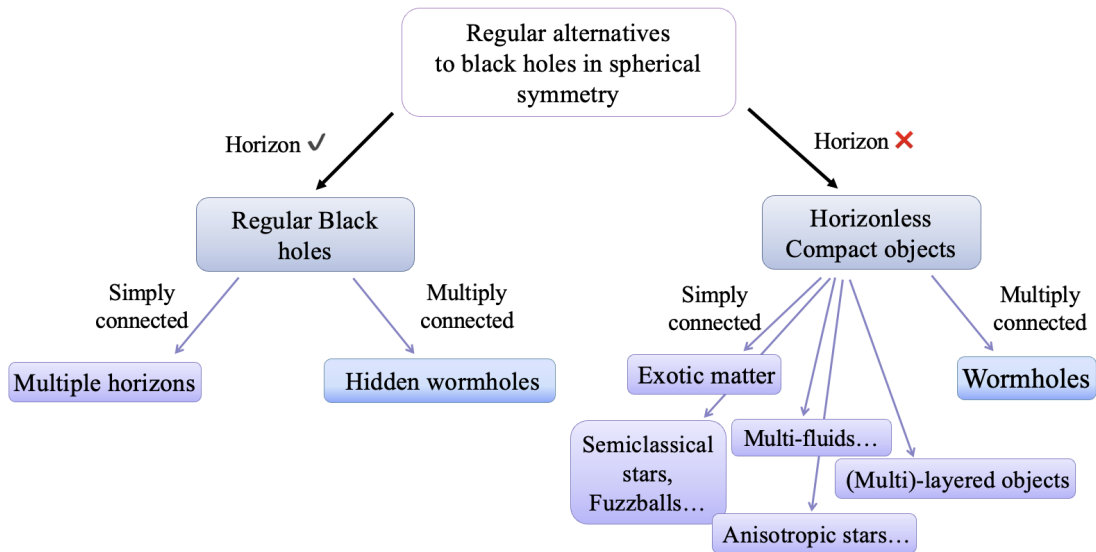 Regular alternatives
to black holes in spherical
symmetry
Horizon ✓
Horizon ❌
Regular Black
holes
Horizonless
Compact objects
Simply
connected
Multiply
connected
Simply
connected
Multiply
connected
Multiple horizons
Hidden wormholes
Exotic matter
Wormholes
Semiclassical
stars,
Fuzzballs…
Multi-fluids…
(Multi)-layered objects
Anisotropic stars…